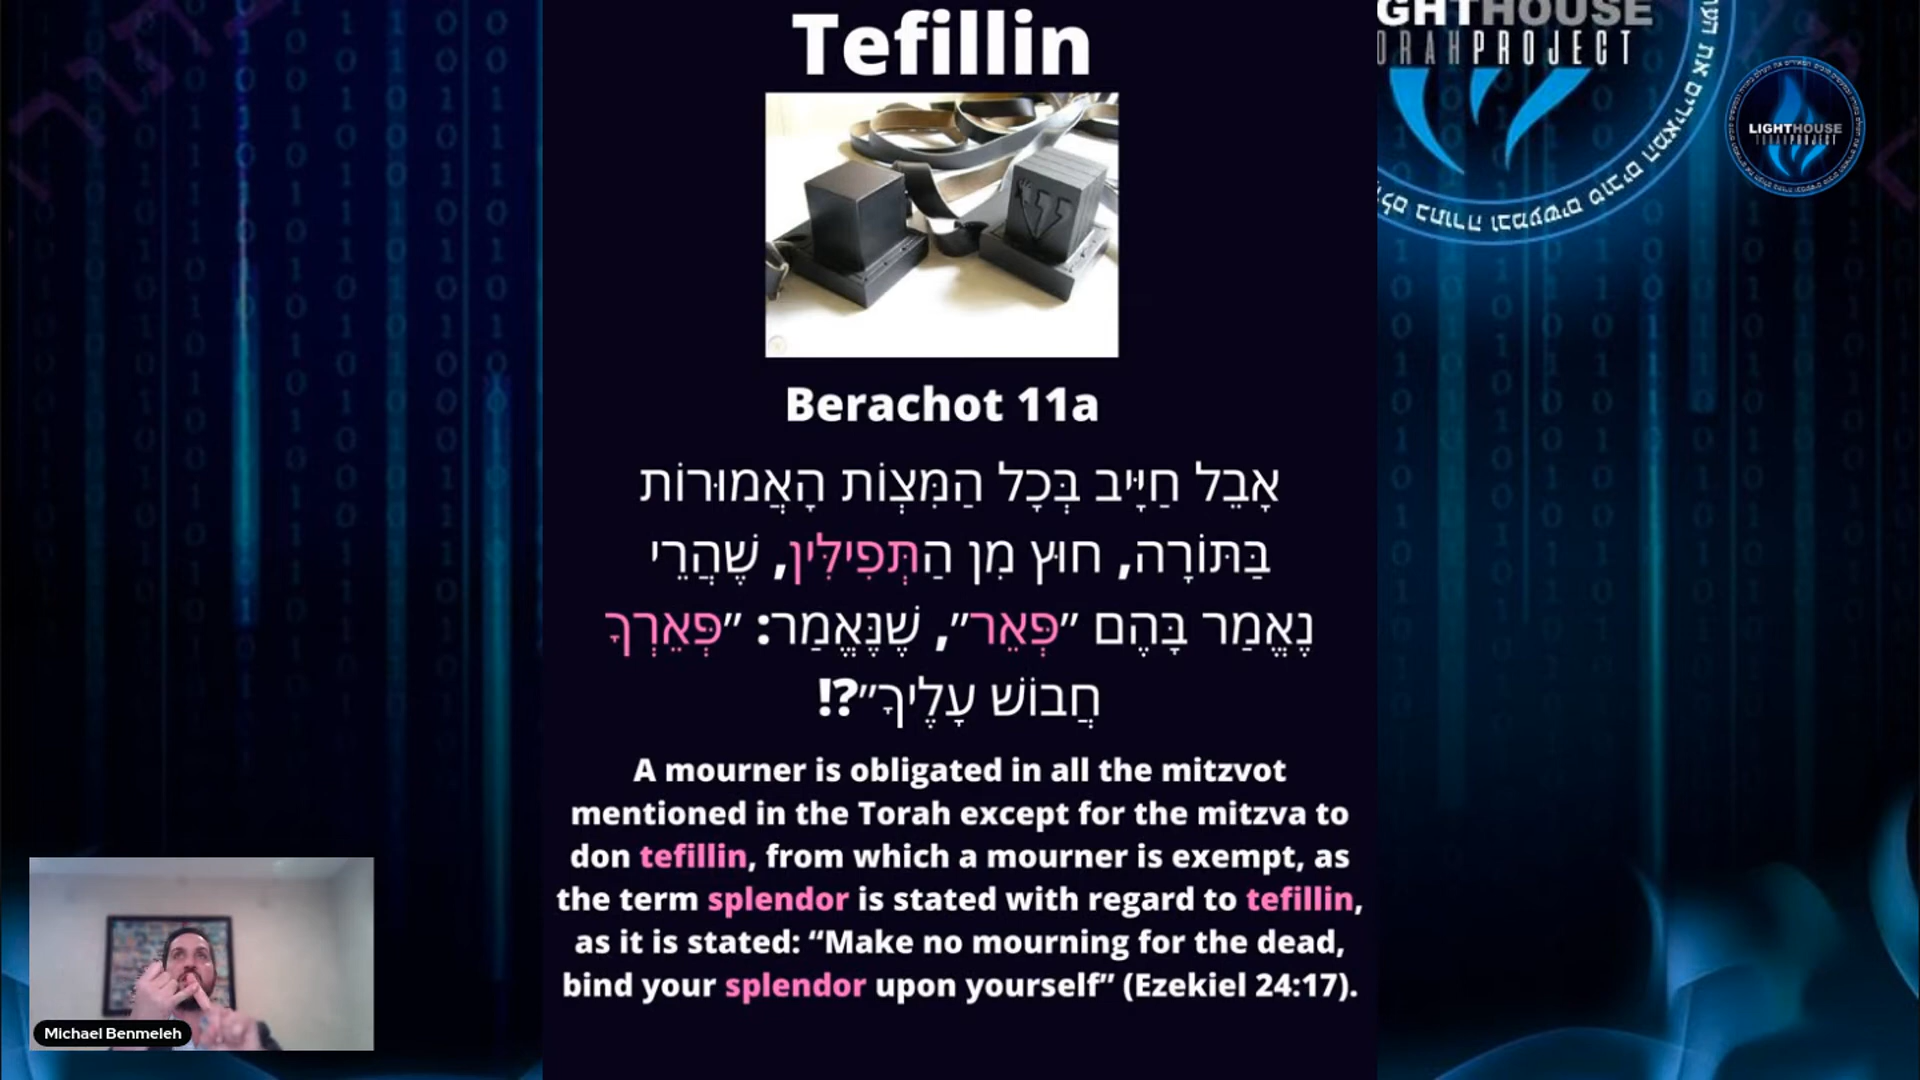 Tefillin
Berachot 11a
אָבֵל חַיָּיב בְּכָל הַמִּצְוֹת הָאֲמוּרוֹת
בַּתּוֹרָה, חוּץ מִן הַתְּפִילִּין, שֶׁהֲרֵי
נֶאֱמַר בָּהֶם ״פְּאֵר״, שֶׁנֶּאֱמַר: ״פְּאֵרְךָ
חֲבוֹשׁ עָלֶיךָ״?!
A mourner is obligated in all the mitzvot
mentioned in the Torah except for the mitzva to
don tefillin, from which a mourner is exempt, as
the term splendor is stated with regard to tefillin,
as it is stated: “Make no mourning for the dead,
bind your splendor upon yourself” (Ezekiel 24:17).
GHTHOUSE
ORAHPROJECT
LIGHTHOUSE
TORAHPROJECT
Michael Benmeleh